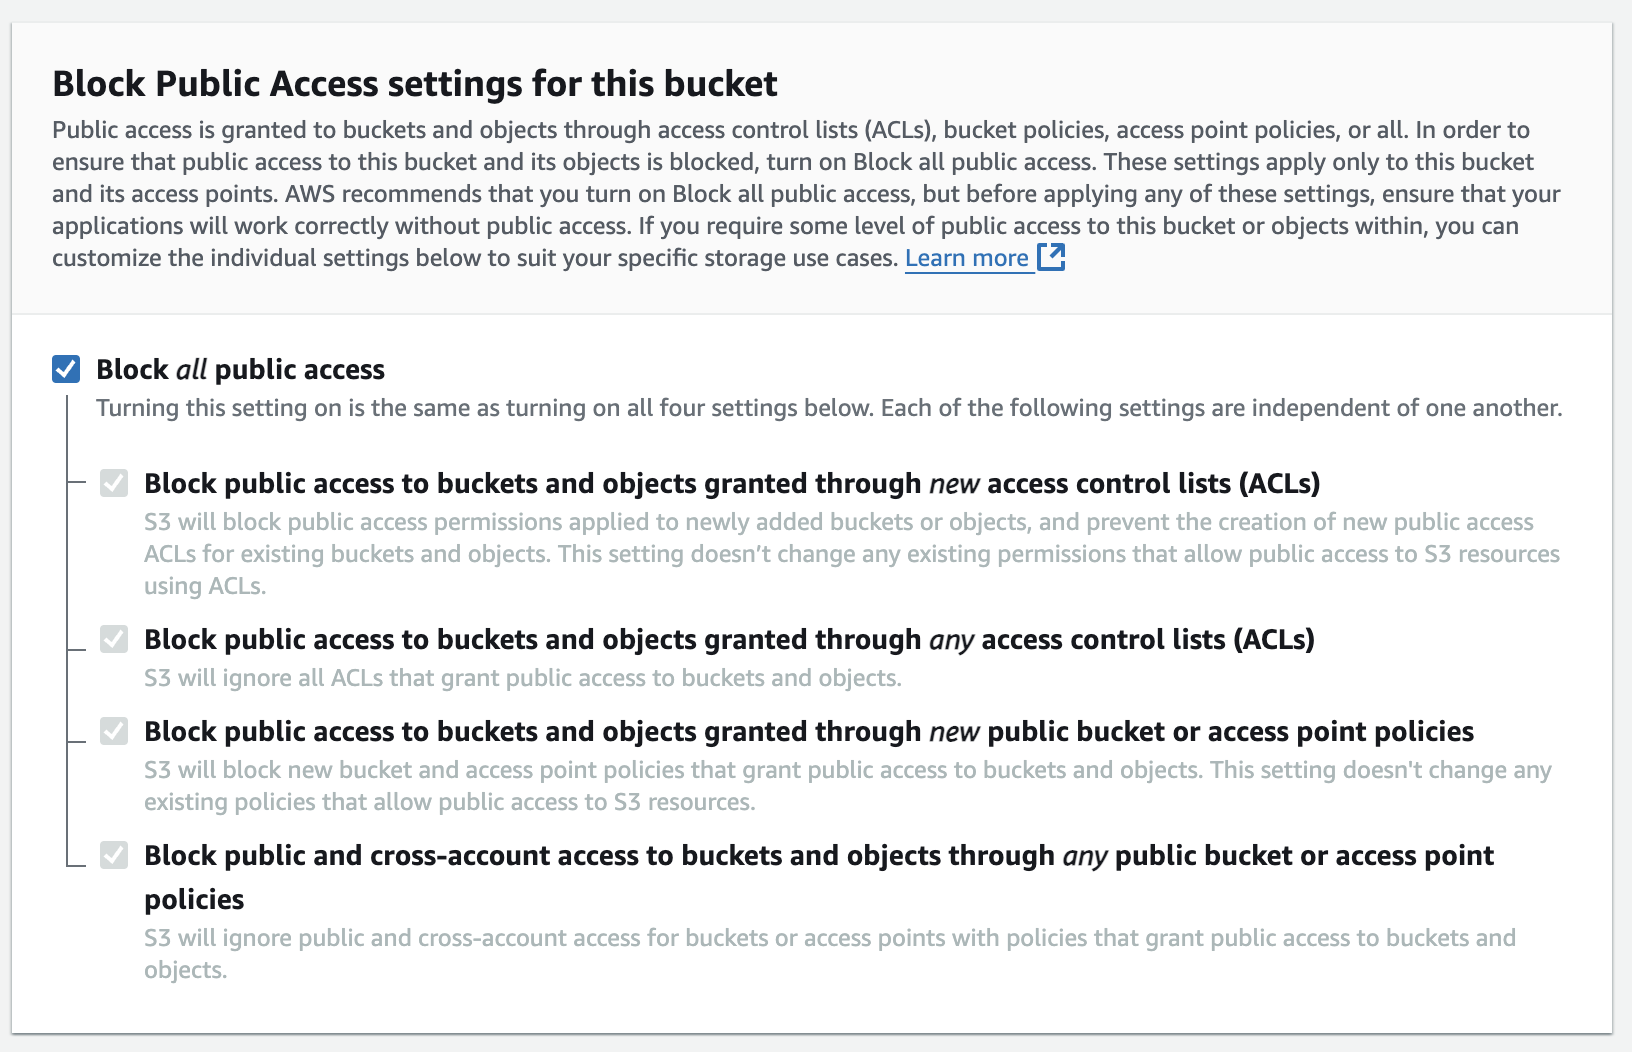 Block Public Access settings for this bucket
Public access is granted to buckets and objects through access control lists (ACLs), bucket policies, access point policies, or all. In order to
ensure that public access to this bucket and its objects is blocked, turn on Block all public access. These settings apply only to this bucket
and its access points. AWS recommends that you turn on Block all public access, but before applying any of these settings, ensure that your
applications will work correctly without public access. If you require some level of public access to this bucket or objects within, you can
customize the individual settings below to suit your specific storage use cases. Learn more
Block all public access
Turning this setting on is the same as turning on all four settings below. Each of the following settings are independent of one another.
Block public access to buckets and objects granted through new access control lists (ACLs)
S3 will block public access permissions applied to newly added buckets or objects, and prevent the creation of new public access
ACLs for existing buckets and objects. This setting doesn’t change any existing permissions that allow public access to S3 resources
using ACLs.
Block public access to buckets and objects granted through any access control lists (ACLs)
S3 will ignore all ACLs that grant public access to buckets and objects.
Block public access to buckets and objects granted through new public bucket or access point policies
S3 will block new bucket and access point policies that grant public access to buckets and objects. This setting doesn't change any
existing policies that allow public access to S3 resources.
Block public and cross-account access to buckets and objects through any public bucket or access point
policies
S3 will ignore public and cross-account access for buckets or access points with policies that grant public access to buckets and
objects.